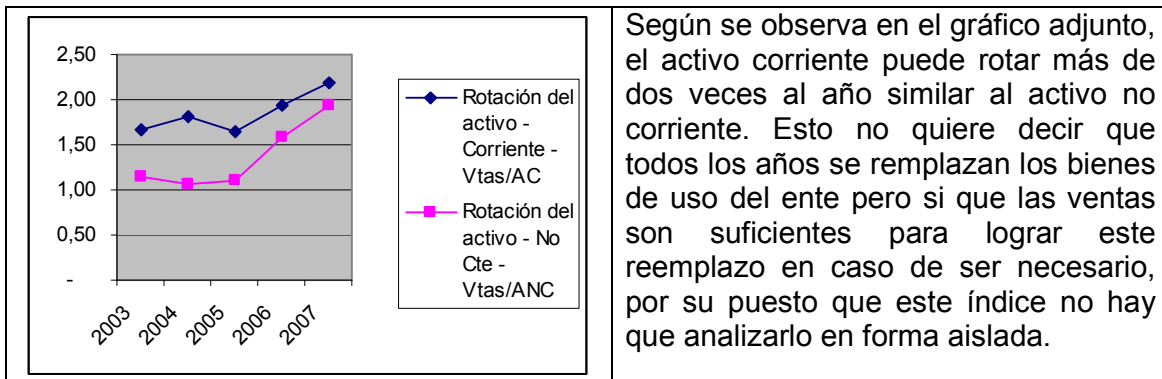 2,50
2,00
1,50
1,00
0,50
-
2003
2004
2005
2006
2007
Rotación del
activo -
Corriente -
Vtas/AC
Rotación del
activo - No
Cte -
Vtas/ANC
Según se observa en el gráfico adjunto,
el activo corriente puede rotar más de
dos veces al año similar al activo no
corriente. Esto no quiere decir que
todos los años se remplazan los bienes
de uso del ente pero si que las ventas
son suficientes para lograr este
reemplazo en caso de ser necesario,
por su puesto que este índice no hay
que analizarlo en forma aislada.